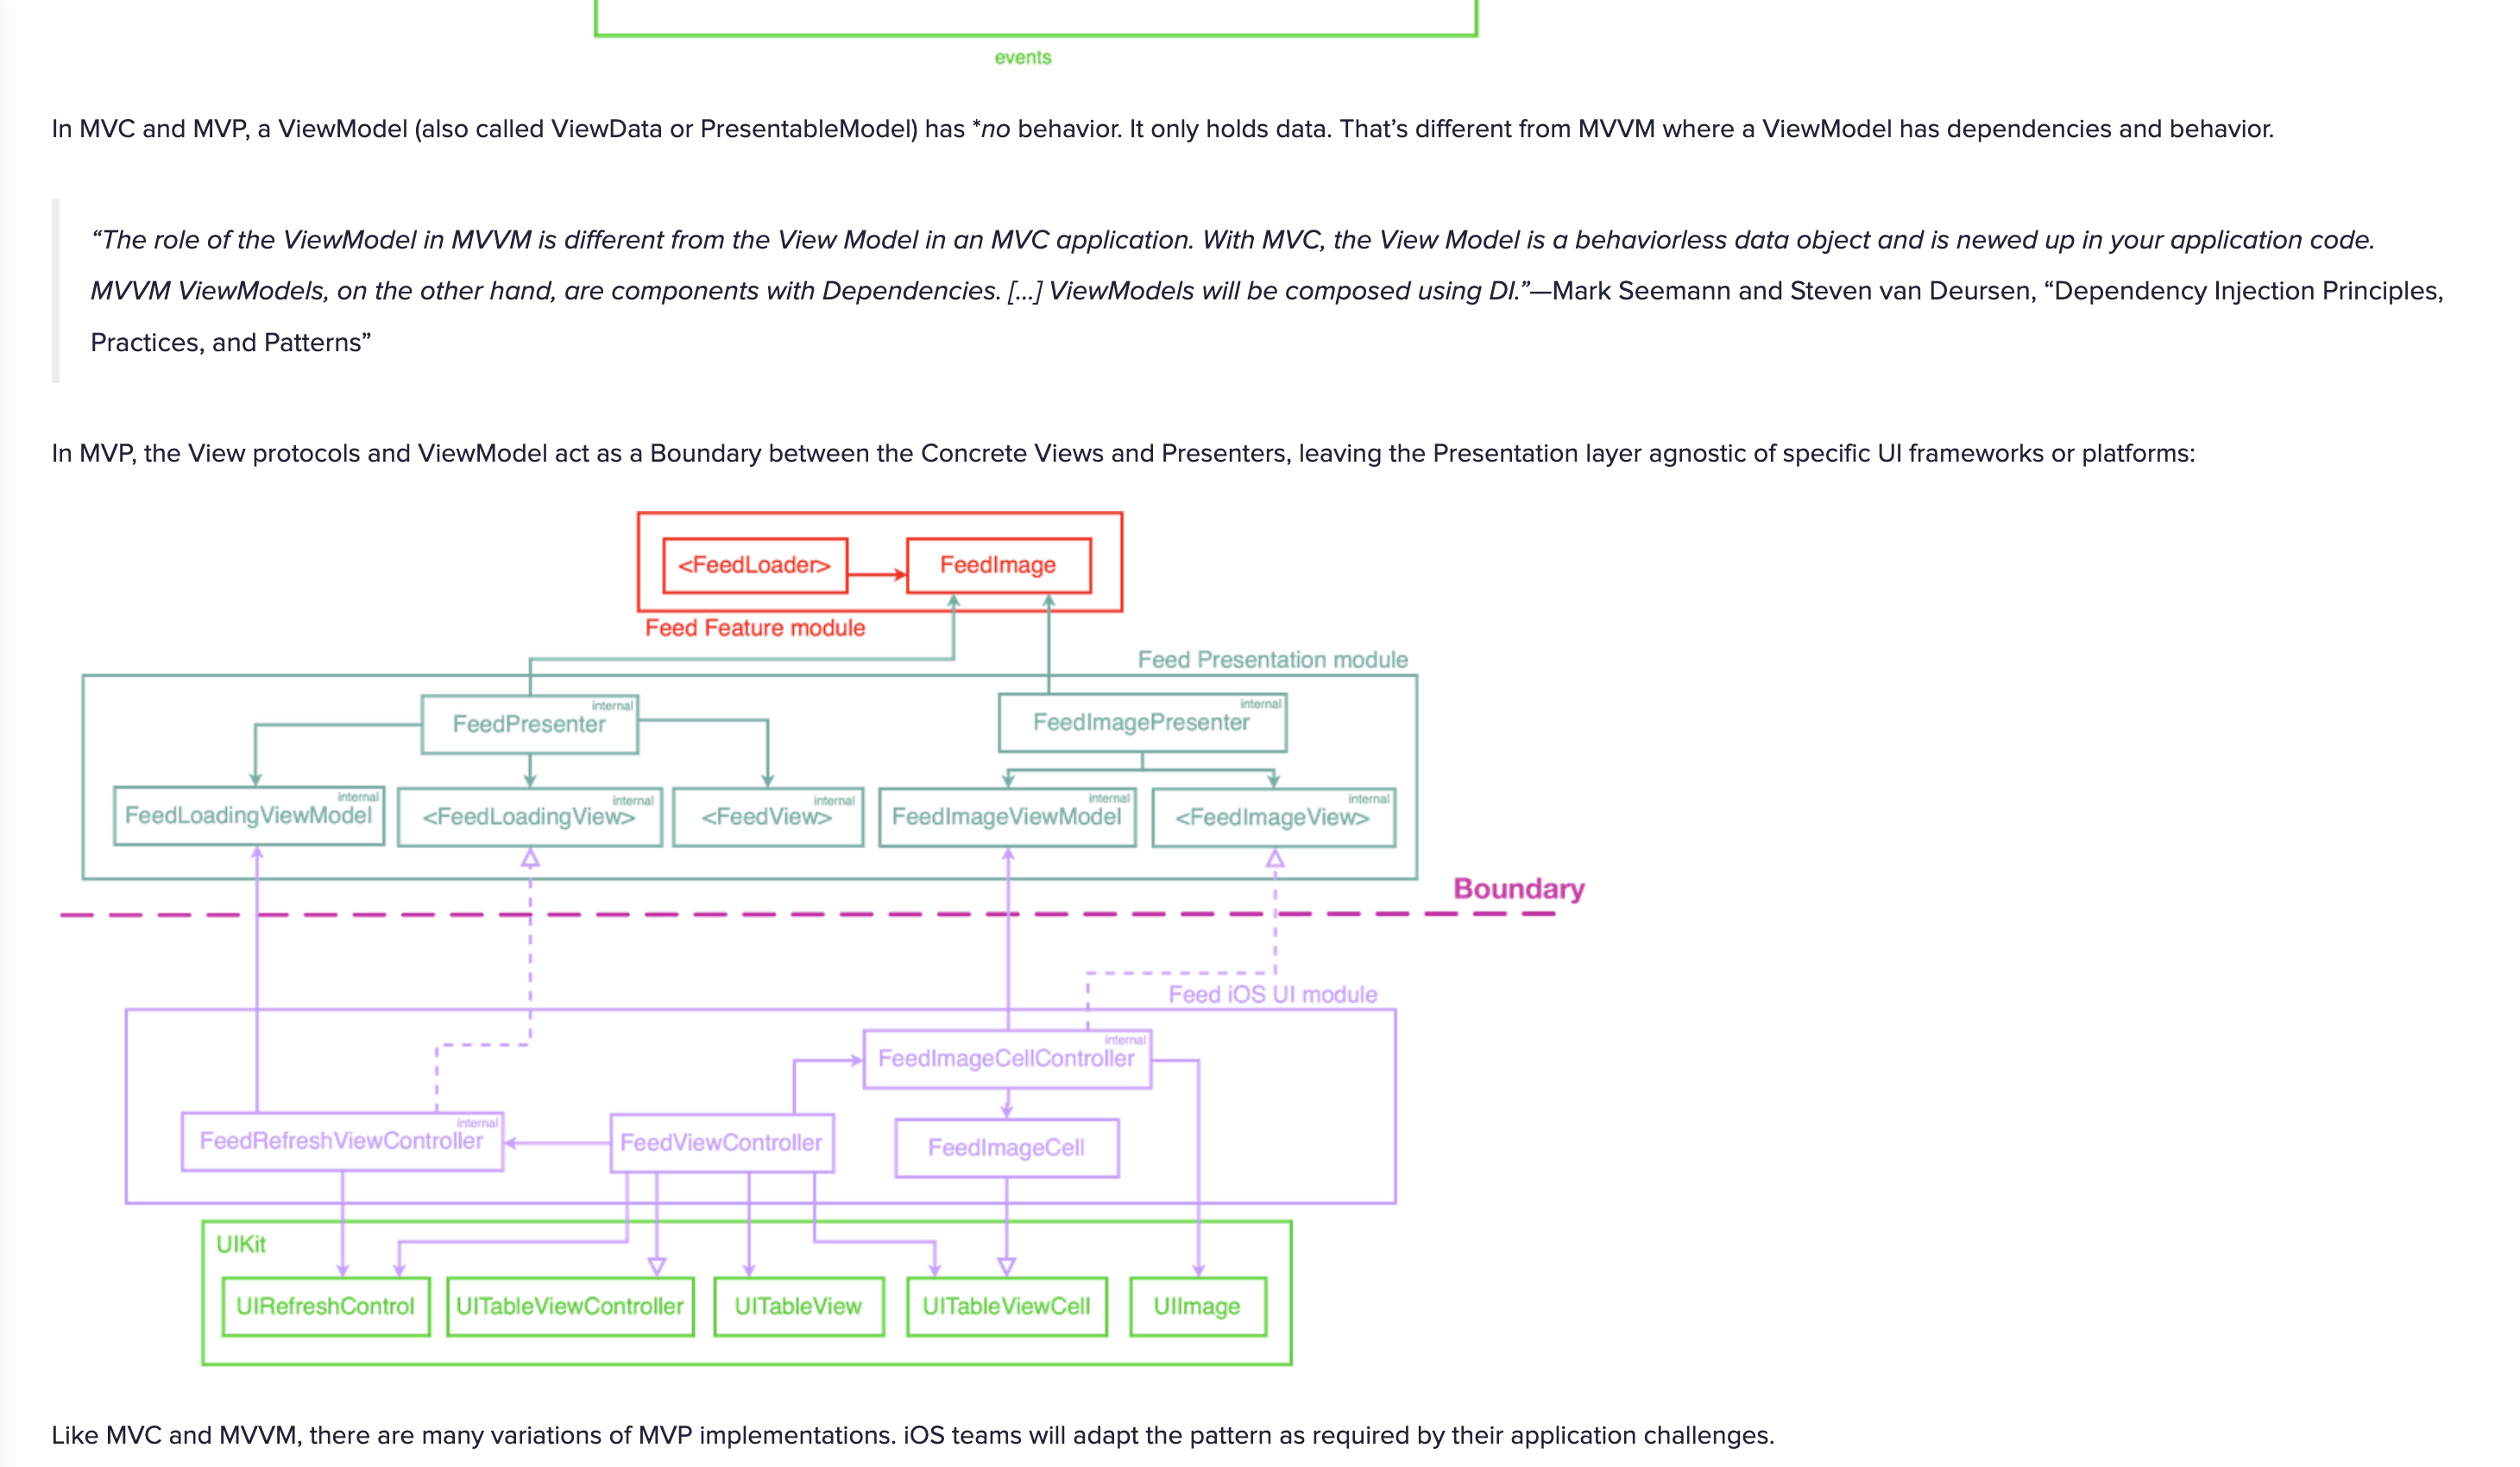 events
In MVC and MVP, a ViewModel (also called ViewData or PresentableModel) has *no behavior. It only holds data. That’s different from MVVM where a ViewModel has dependencies and behavior.
“The role of the ViewModel in MVVM is different from the View Model in an MVC application. With MVC, the View Model is a behaviorless data object and is newed up in your application code.
MVVM ViewModels, on the other hand, are components with Dependencies. [...] ViewModels will be composed using DI.”—Mark Seemann and Steven van Deursen, “Dependency Injection Principles,
Practices, and Patterns”
In MVP, the View protocols and ViewModel act as a Boundary between the Concrete Views and Presenters, leaving the Presentation layer agnostic of specific UI frameworks or platforms:
<FeedLoader>
FeedImage
Feed Feature module
Feed Presentation module
internal
FeedPresenter
internal
FeedImagePresenter
internal
FeedLoadingViewModel
internal
<FeedLoadingView>
internal
<FeedView>
internal
FeedImageViewModel
internal
<FeedImageView>
Boundary
Feed iOS UI module
internal
FeedImageCellController
internal
FeedRefreshViewController
FeedViewController
FeedImageCell
UIKit
UIRefreshControl
UITableViewController
UITableView
UITableViewCell
UIImage
Like MVC and MVVM, there are many variations of MVP implementations. iOS teams will adapt the pattern as required by their application challenges.